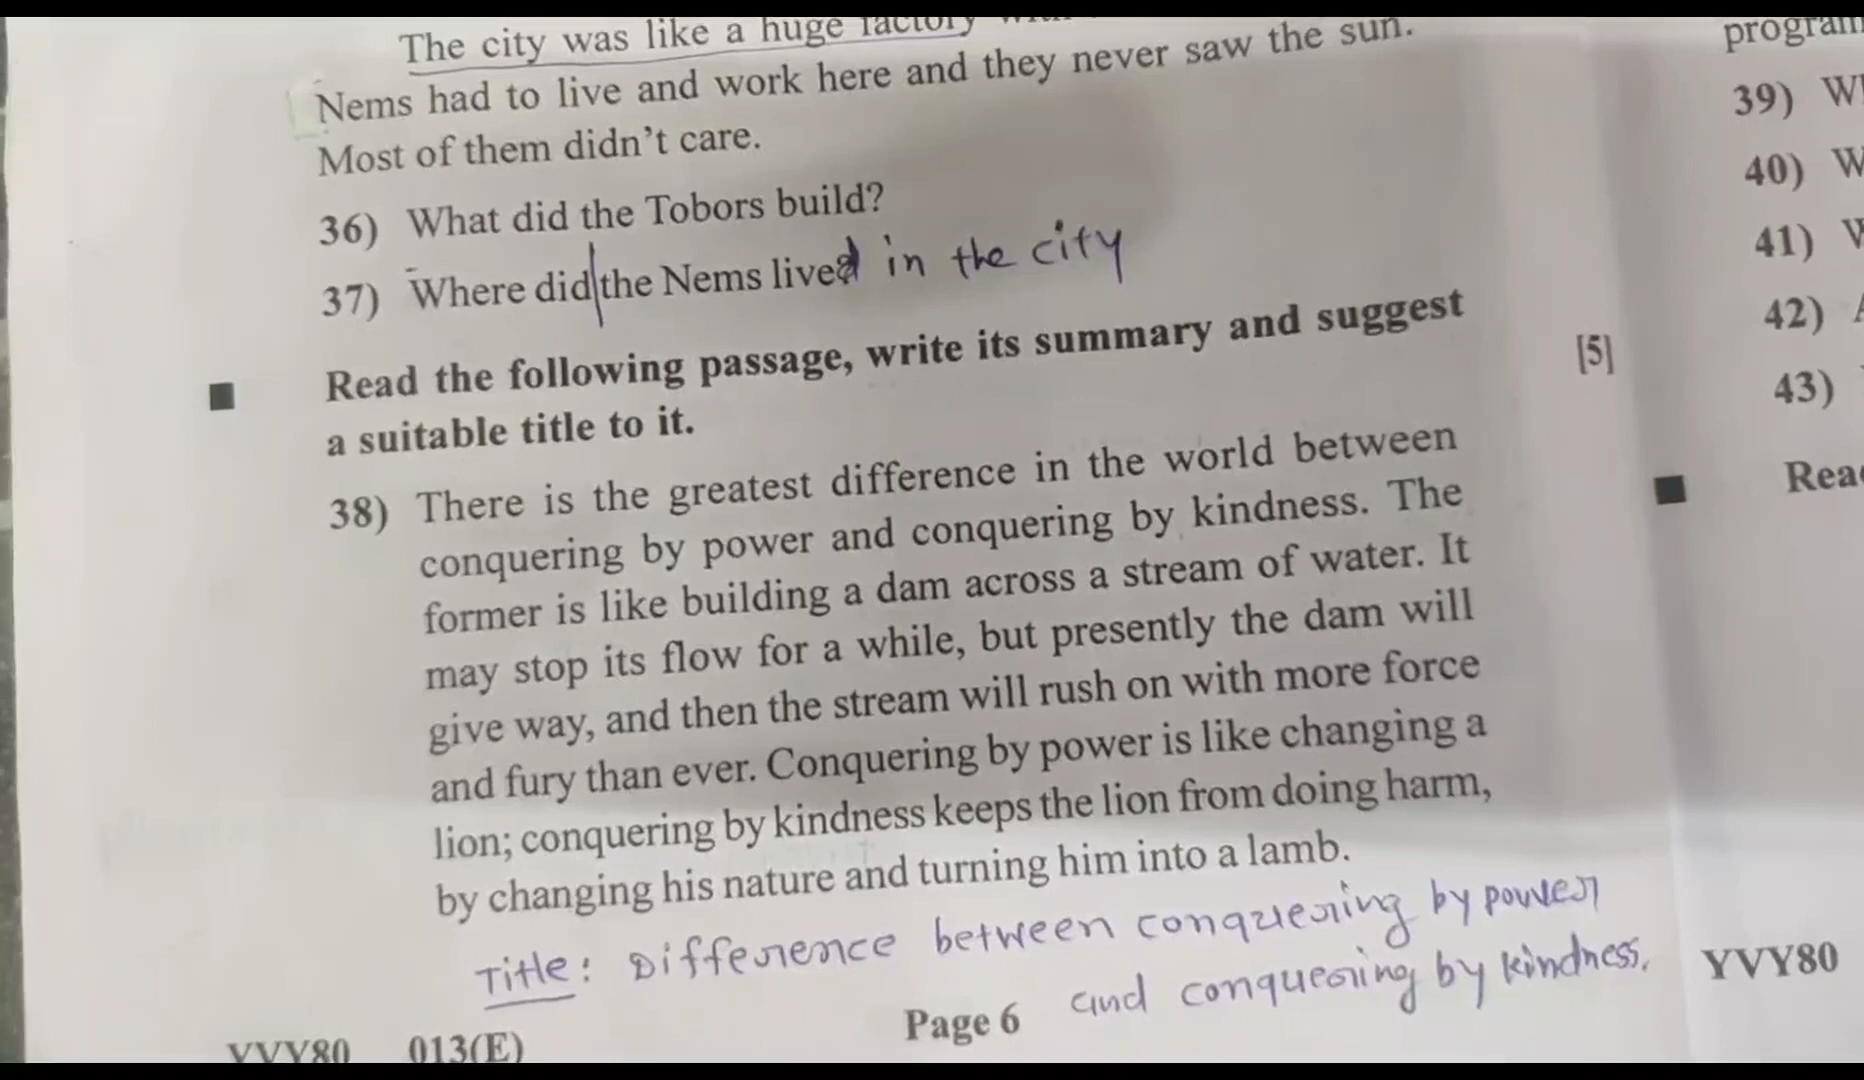 The city was like a huge factory
Nems had to live and work here and they never saw the sun.
Most of them didn't care.
36) What did the Tobors build?
37) Where did the Nems lived in the city
Read the following passage, write its summary and suggest [5]
a suitable title to it.
38) There is the greatest difference in the world between
conquering by power and conquering by kindness. The
former is like building a dam across a stream of water. It
may stop its flow for a while, but presently the dam will
give way, and then the stream will rush on with more force
and fury than ever. Conquering by power is like changing a
lion; conquering by kindness keeps the lion from doing harm,
by changing his nature and turning him into a lamb.
Title: Difference between conquering by power
and conquering by kindness.
YVY80 013(E) Page 6
39)
40)
41)
42)
43)
YVY80